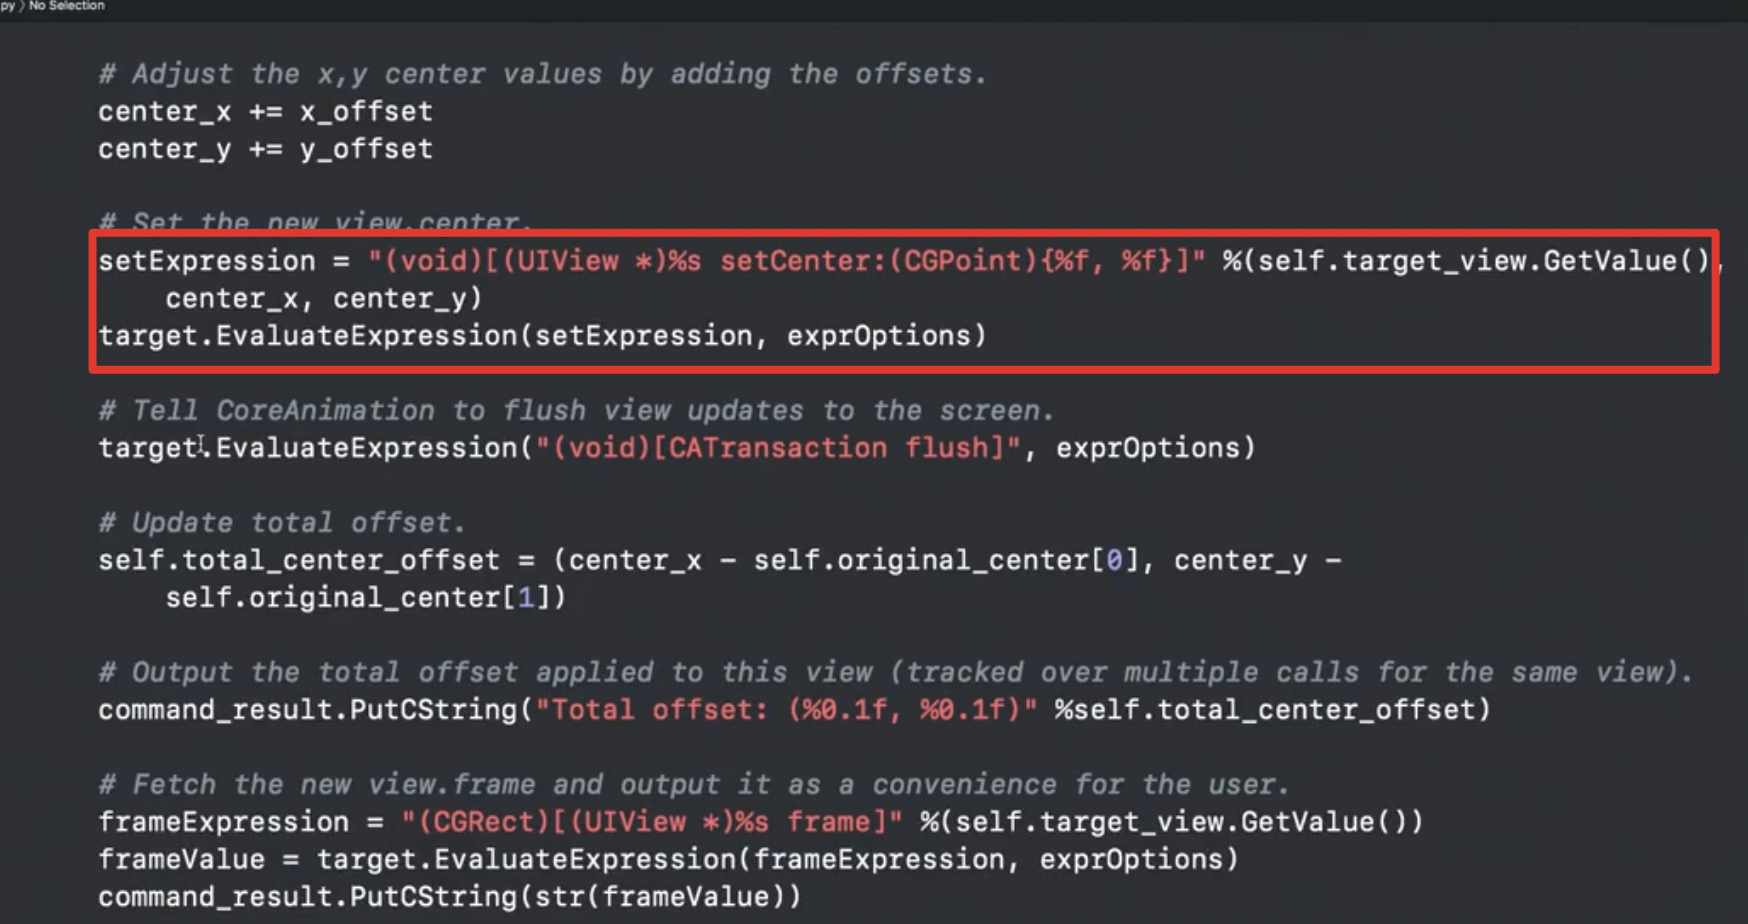 py 〉 No Selection
# Adjust the x,y center values by adding the offsets.
center_x += x_offset
center_y += y_offset
# Set the new view.center.
setExpression = "(void)[(UIView *)%s setCenter:(CGPoint){%f, %f}]" %(self.target_view.GetValue(),
center_x, center_y)
target.EvaluateExpression(setExpression, exprOptions)
# Tell CoreAnimation to flush view updates to the screen.
target.EvaluateExpression("(void)[CATransaction flush]", exprOptions)
# Update total offset.
self.total_center_offset = (center_x - self.original_center[0], center_y -
self.original_center[1])
# Output the total offset applied to this view (tracked over multiple calls for the same view).
command_result.PutCString("Total offset: (%0.1f, %0.1f)" %self.total_center_offset)
# Fetch the new view.frame and output it as a convenience for the user.
frameExpression = "(CGRect)[(UIView *)%s frame]" %(self.target_view.GetValue())
frameValue = target.EvaluateExpression(frameExpression, exprOptions)
command_result.PutCString(str(frameValue))